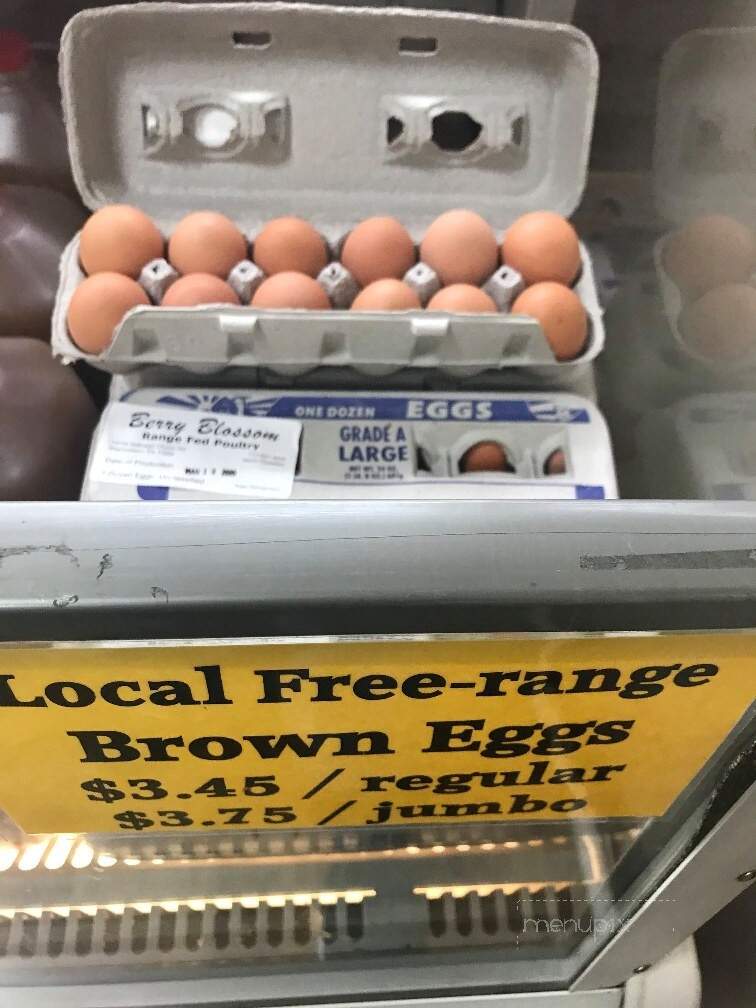 ONE DOZEN EGGS
Berry Blossom
Range Fed Poultry
GRADE A
LARGE
Local Free-range
Brown Eggs
$3.45 / regular
$3.75 / jumbo
menupix